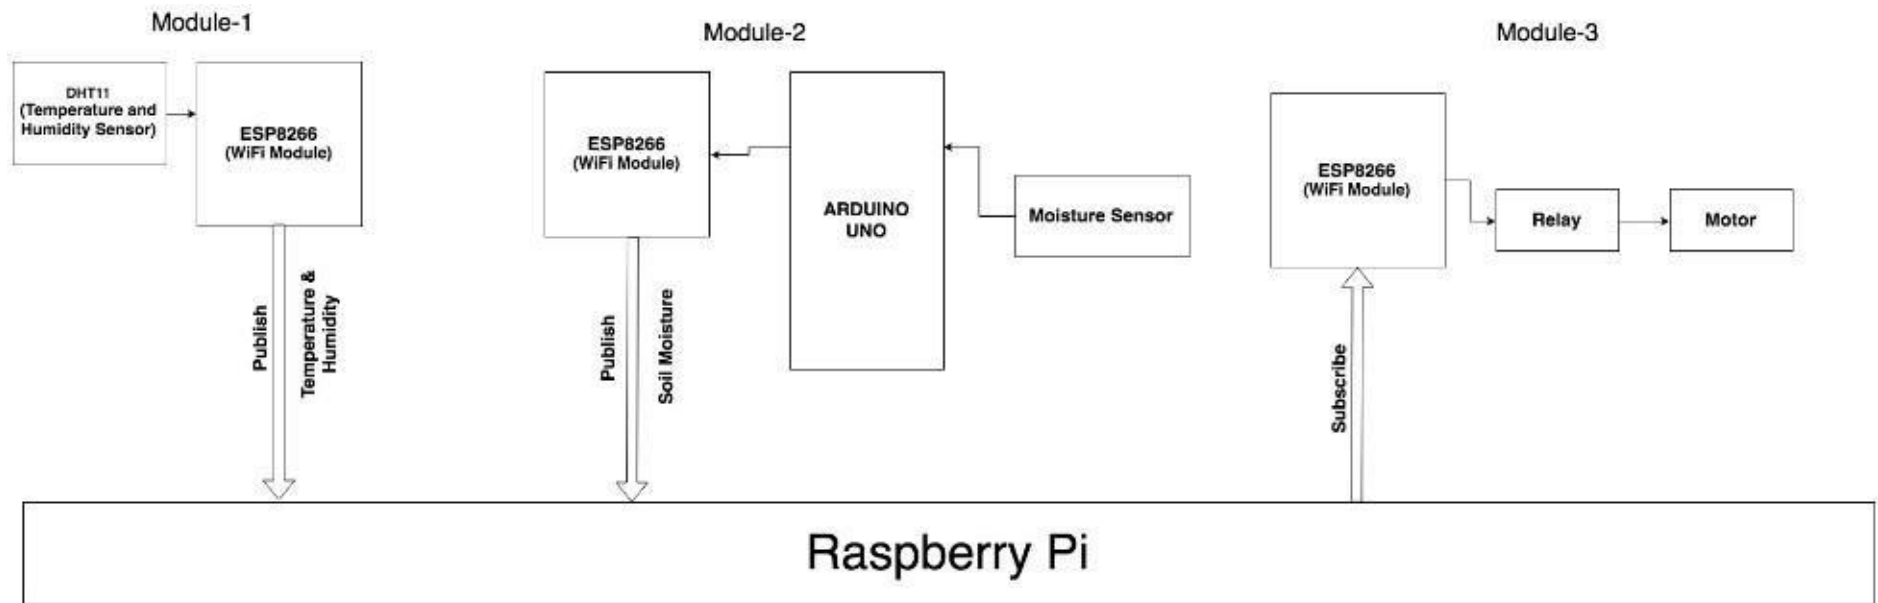 Module-1
DHT11
(Temperature and
Humidity Sensor)
ESP8266
(WiFi Module)
Publish
Temperature &
Humidity
Module-2
ESP8266
(WiFi Module)
ARDUINO
UNO
Moisture Sensor
Publish
Soil Moisture
Module-3
ESP8266
(WiFi Module)
Relay
Motor
Subscribe
Raspberry Pi